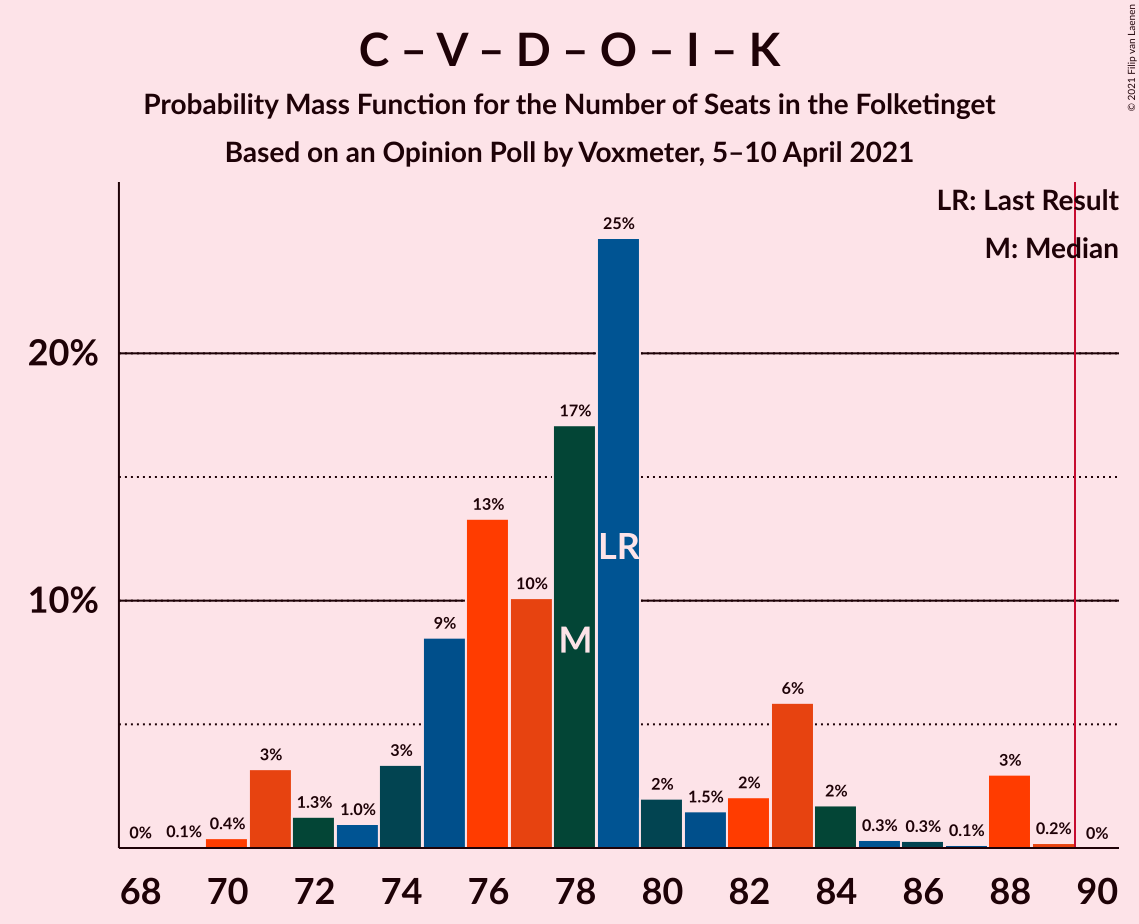 C – V – D – O – I – K
Probability Mass Function for the Number of Seats in the Folketinget
Based on an Opinion Poll by Voxmeter, 5–10 April 2021
© 2021 Filip van Laenen
LR: Last Result
M: Median
20%
10%
0%
0.1%
0.4%
3%
1.3%
1.0%
3%
9%
13%
10%
17%
25%
2%
1.5%
2%
6%
2%
0.3%
0.3%
0.1%
3%
0.2%
0%
LR
M
68 70 72 74 76 78 80 82 84 86 88 90